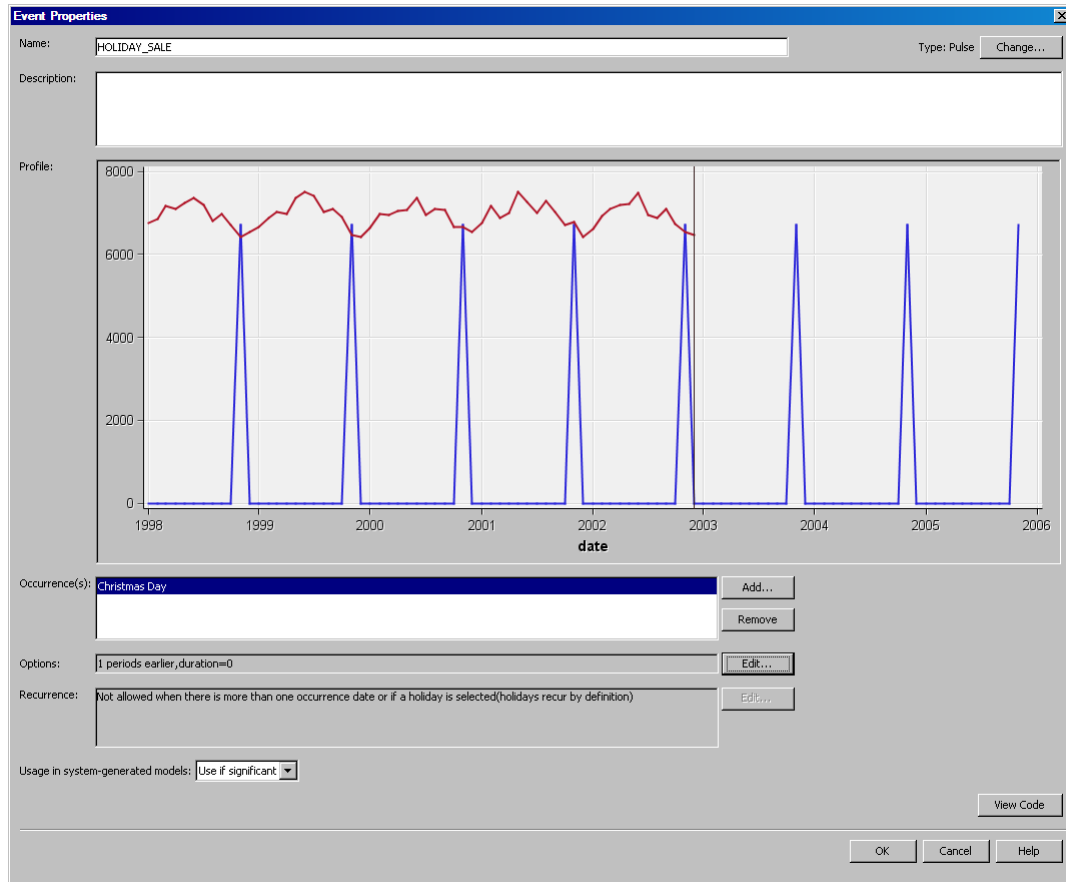 Event Properties
Name:
HOLIDAY_SALE
Type: Pulse
Change...
Description:
Profile:
8000
6000
4000
2000
0
1998 1999 2000 2001 2002 2003 2004 2005 2006
date
Occurrence(s):
Christmas Day
Add...
Remove
Options:
1 periods earlier,duration=0
Edit...
Recurrence:
Not allowed when there is more than one occurrence date or if a holiday is selected(holidays recur by definition)
Edit...
Usage in system-generated models:
Use if significant
View Code
OK
Cancel
Help